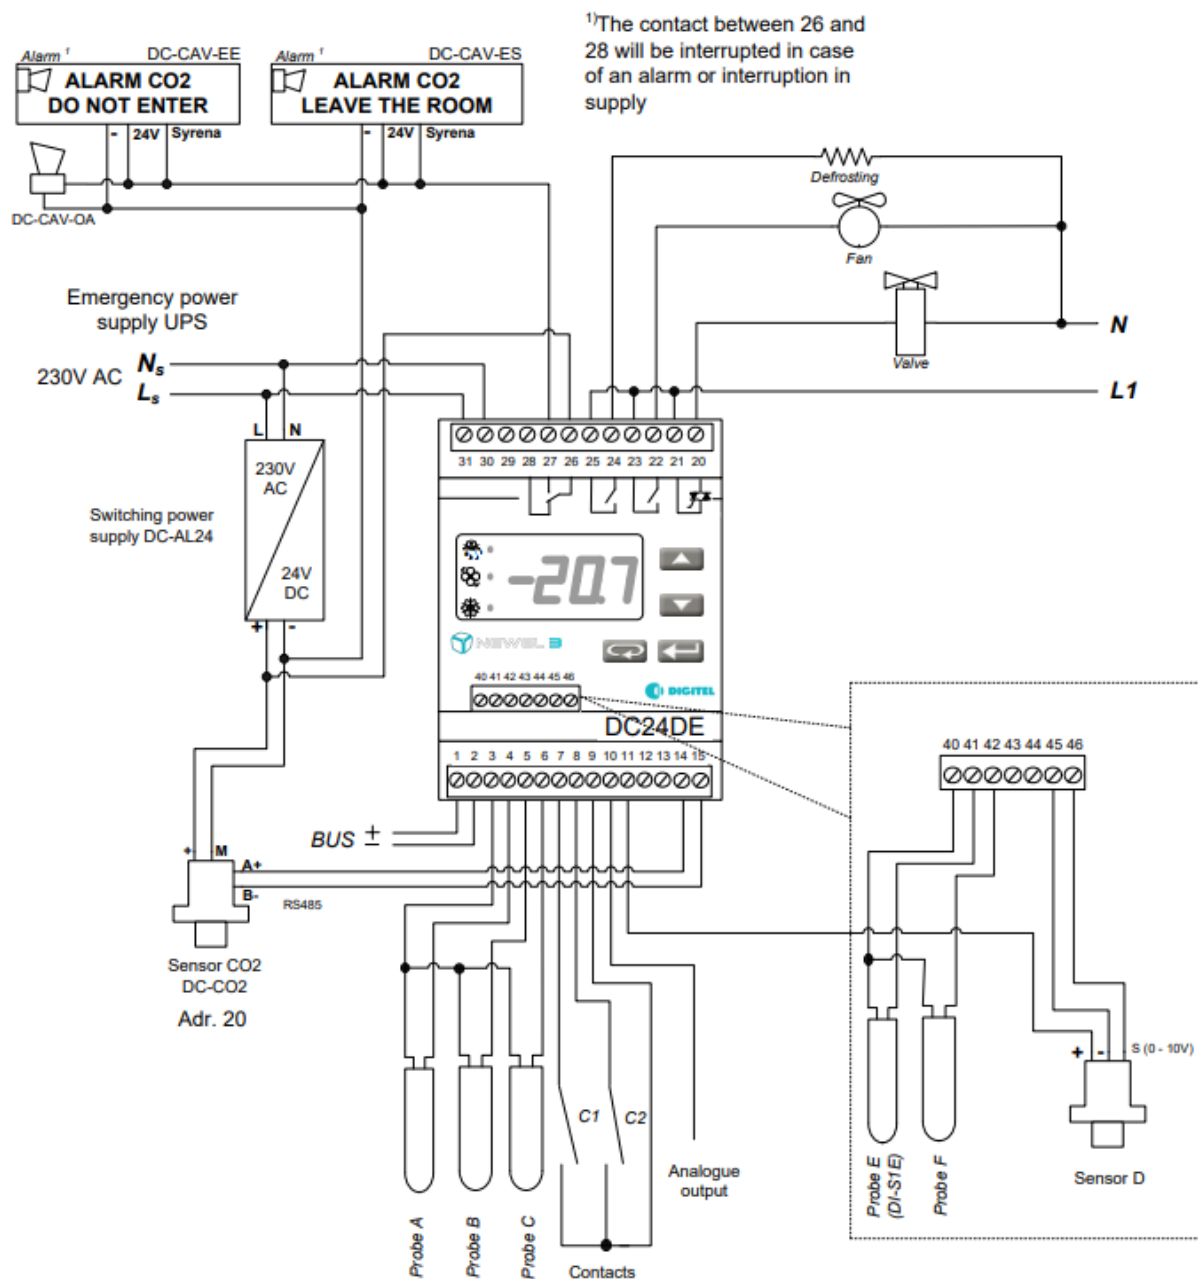 1)The contact between 26 and
28 will be interrupted in case
of an alarm or interruption in
supply
Alarm 1 DC-CAV-EE
ALARM CO2
DO NOT ENTER
- 24V Syrena
Alarm 1 DC-CAV-ES
ALARM CO2
LEAVE THE ROOM
- 24V Syrena
DC-CAV-OA
Defrosting
Fan
Valve
N
L1
Emergency power
supply UPS
230V AC
Ns
Ls
L N
230V
AC
24V
DC
+ -
Switching power
supply DC-AL24
31 30 29 28 27 26 25 24 23 22 21 20
-20.7
NEWEL 3
40 41 42 43 44 45 46
DIGITEL
DC24DE
1 2 3 4 5 6 7 8 9 10 11 12 13 14 15
BUS ±
+ M
A+
B-
RS485
Sensor CO2
DC-CO2
Adr. 20
Probe A
Probe B
Probe C
C1
C2
Contacts
Analogue
output
40 41 42 43 44 45 46
Probe E
(DI-S1E)
Probe F
+ - S (0 - 10V)
Sensor D